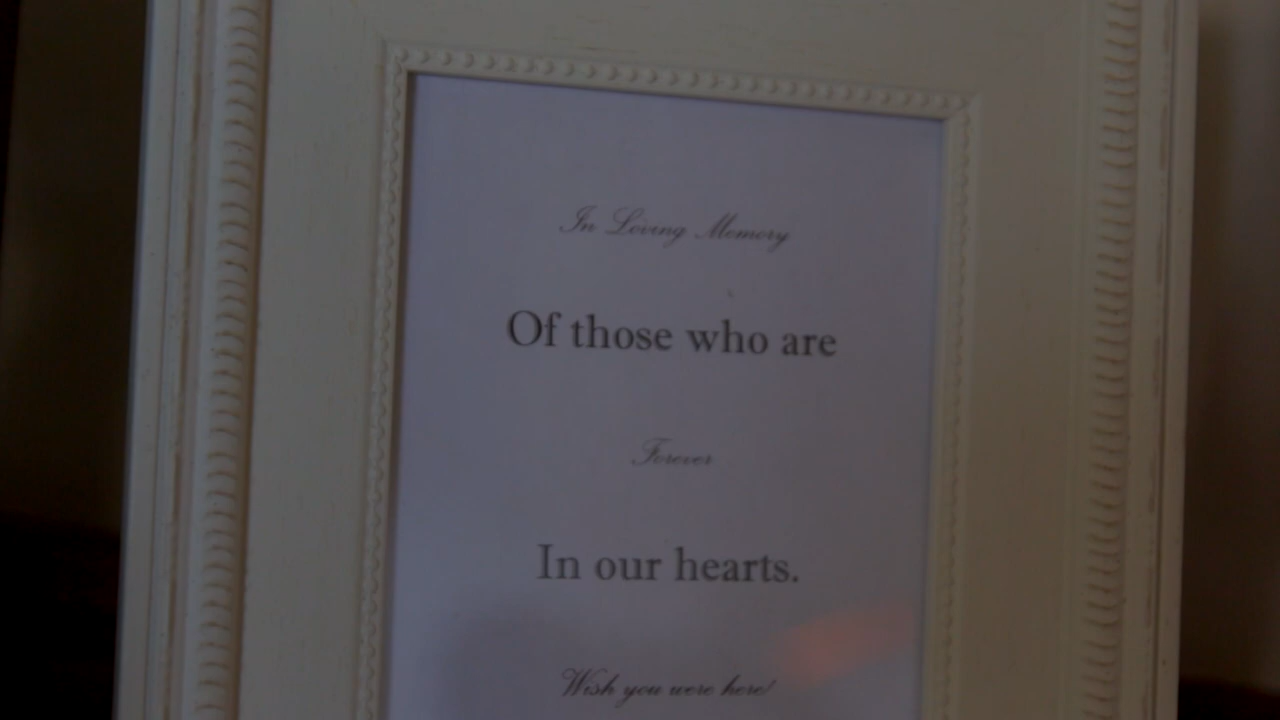 In Loving Memory
Of those who are
Forever
In our hearts.
Wish you were here!